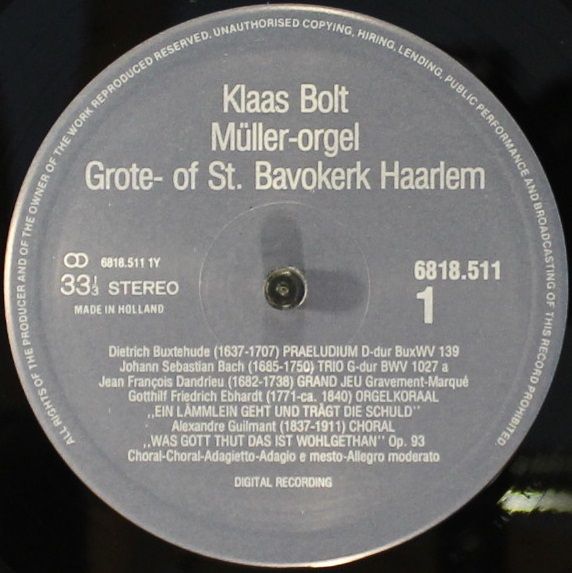 ALL RIGHTS OF THE PRODUCER AND OF THE OWNER OF THE WORK REPRODUCED RESERVED. UNAUTHORISED COPYING, HIRING, LENDING, PUBLIC PERFORMANCE AND BROADCASTING OF THIS RECORD PROHIBITED.
Klaas Bolt
Müller-orgel
Grote- of St. Bavokerk Haarlem
6818.511 1Y
33⅓ STEREO
MADE IN HOLLAND
6818.511
1
Dietrich Buxtehude (1637-1707) PRAELUDIUM D-dur BuxWV 139
Johann Sebastian Bach (1685-1750) TRIO G-dur BWV 1027 a
Jean François Dandrieu (1682-1738) GRAND JEU Gravement-Marqué
Gotthilf Friedrich Ebhardt (1771-ca. 1840) ORGELKORAAL
,,EIN LÄMMLEIN GEHT UND TRÄGT DIE SCHULD''
Alexandre Guilmant (1837-1911) CHORAL
,,WAS GOTT THUT DAS IST WOHLGETHAN'' Op. 93
Choral-Choral-Adagietto-Adagio e mesto-Allegro moderato
DIGITAL RECORDING